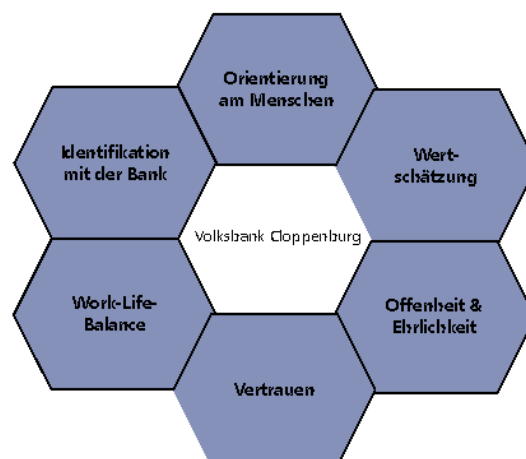 Orientierung
am Menschen
Identifikation
mit der Bank
Wert-
schätzung
Volksbank Cloppenburg
Work-Life-
Balance
Offenheit &
Ehrlichkeit
Vertrauen